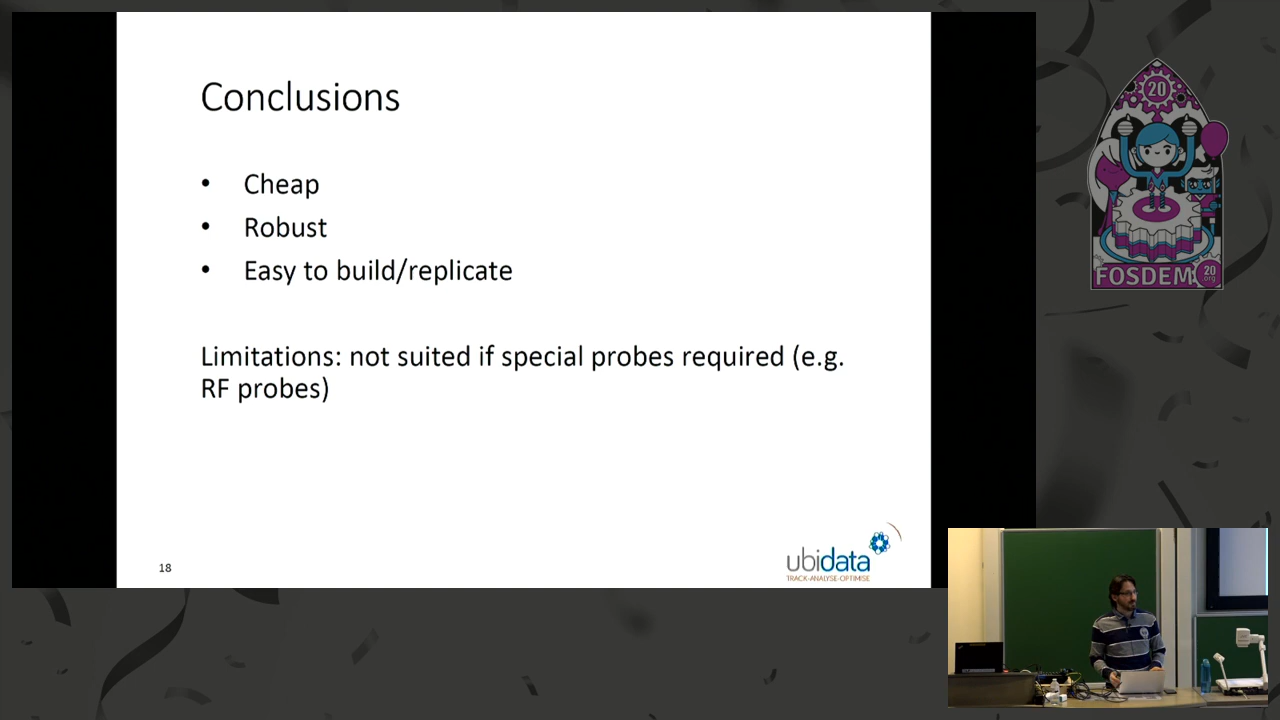 Conclusions
• Cheap
• Robust
• Easy to build/replicate
Limitations: not suited if special probes required (e.g.
RF probes)
18
ubidata
TRACK-ANALYSE-OPTIMISE
20
FOSDEM
20
.org